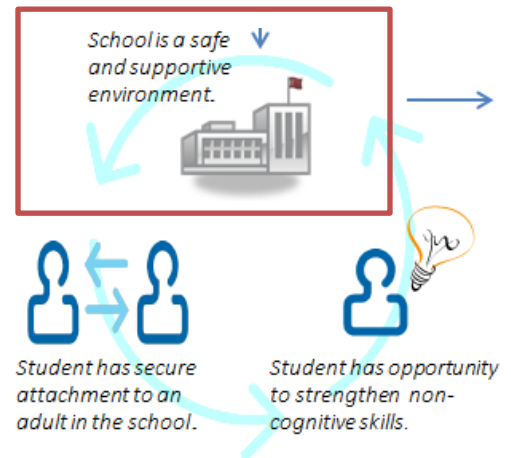 School is a safe
and supportive
environment.
Student has secure
attachment to an
adult in the school.
Student has opportunity
to strengthen non-
cognitive skills.